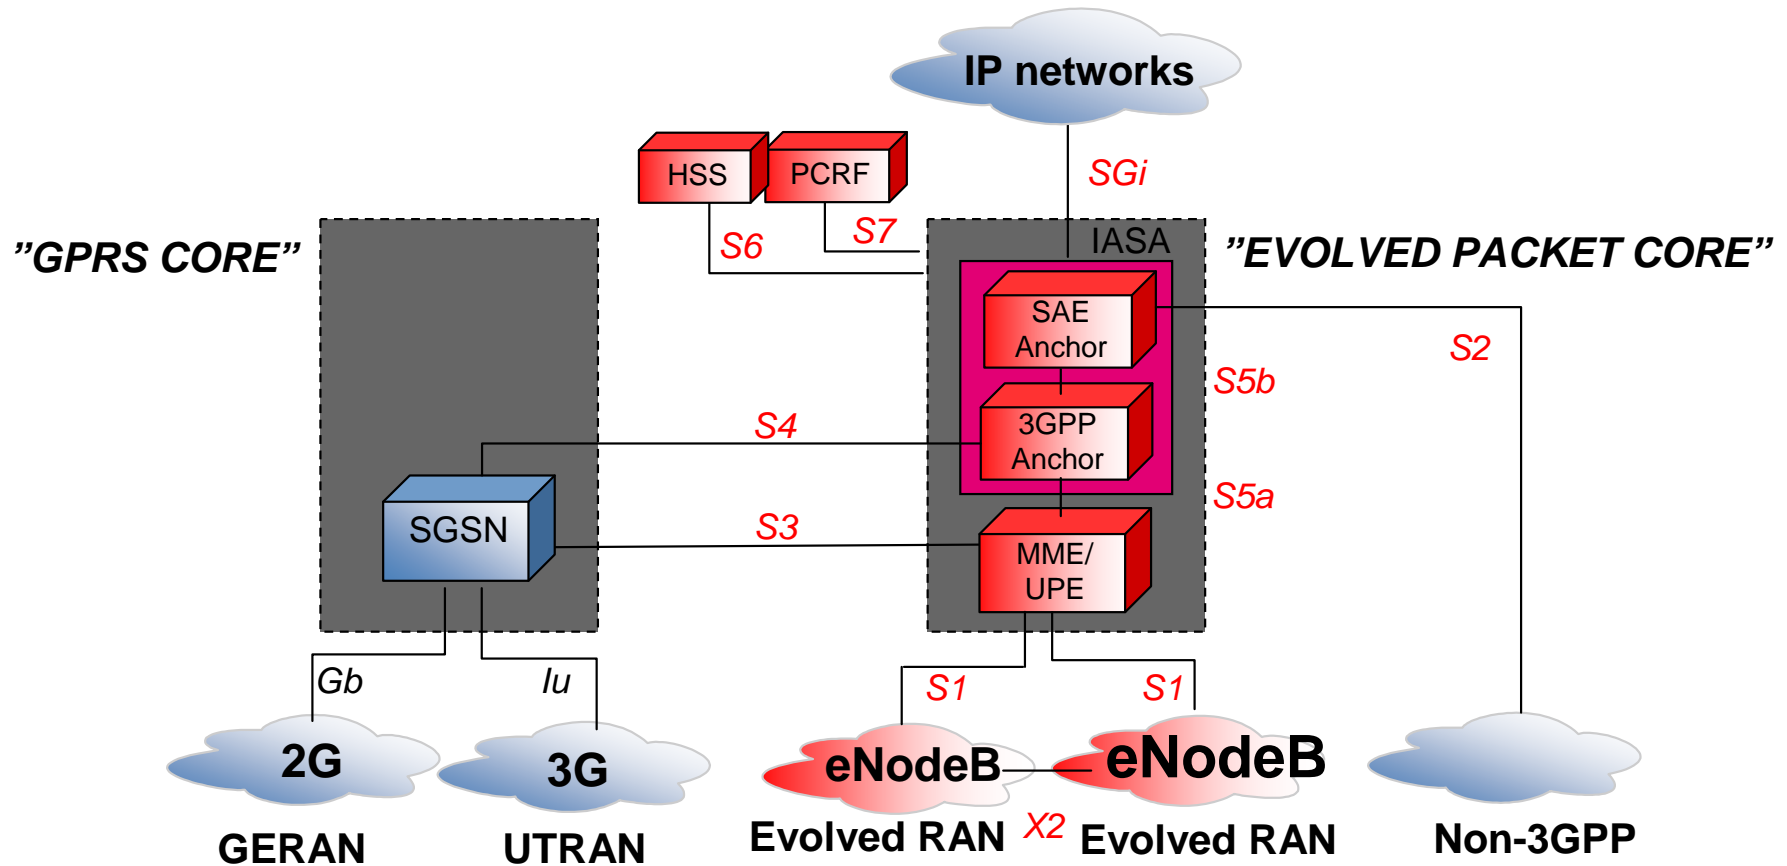 IP networks
HSS
PCRF
SGi
S6
S7
IASA
”GPRS CORE”
”EVOLVED PACKET CORE”
SAE
Anchor
S2
S5b
S4
3GPP
Anchor
S5a
SGSN
S3
MME/
UPE
Gb
Iu
S1
S1
2G
3G
eNodeB
eNodeB
X2
GERAN
UTRAN
Evolved RAN
Evolved RAN
Non-3GPP